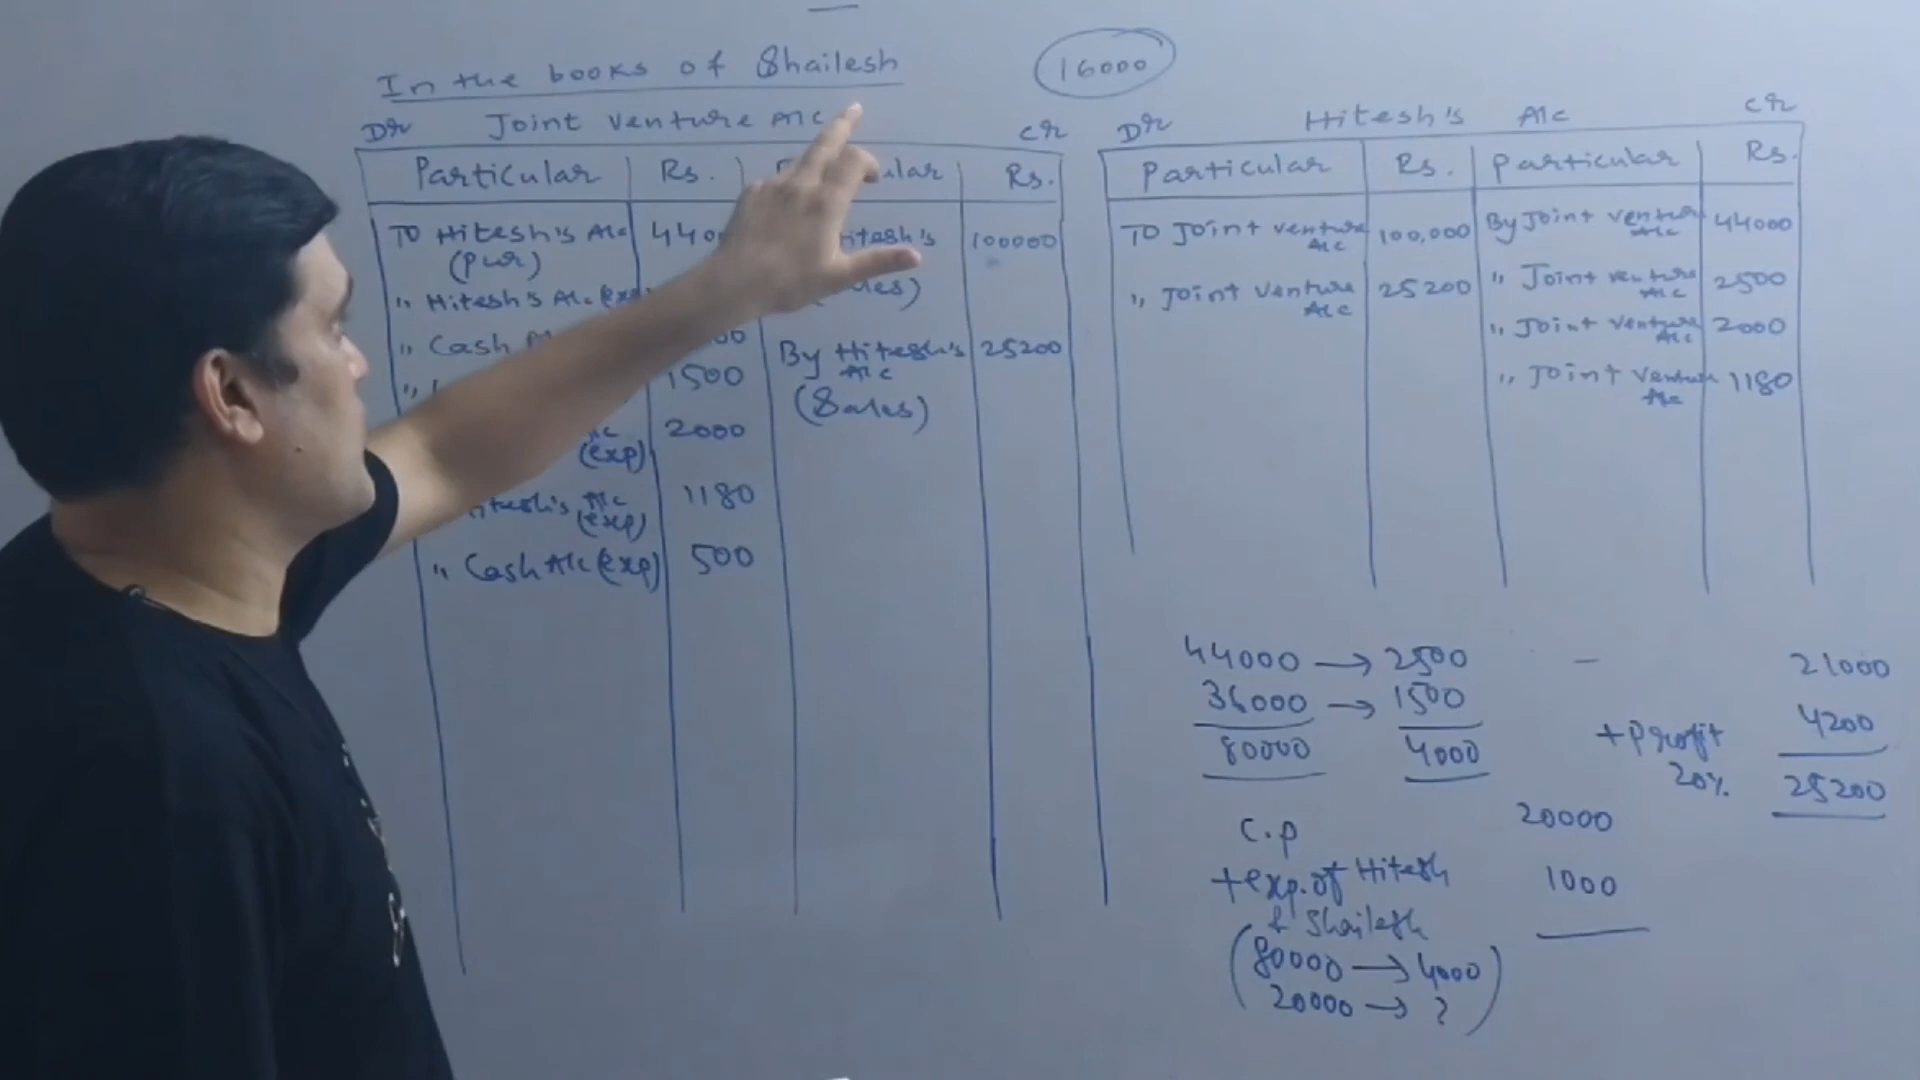 In the books of Shailesh
16000
Dr Joint venture A/c Cr
Particular Rs. Rs.
To Hitesh's A/c 100000
(pur)
" Hitesh's A/c
" Cash
1500 By Hitesh's 25200
A/c
2000 (Sales)
(exp)
A/c 1180
(exp)
" Cash A/c (exp) 500
Dr Hitesh's A/c Cr
Particular Rs. Particular Rs.
To Joint venture A/c 100,000 By Joint venture A/c 44000
" Joint venture A/c 25200 " Joint venture A/c 2500
" Joint venture A/c 2000
" Joint venture A/c 1180
44000 → 2500
36000 → 1500
80000 4000
21000
+ Profit 4200
20% 25200
C.P 20000
+ exp. of Hitesh 1000
& Shailesh
(80000 → 4000)
20000 → ?